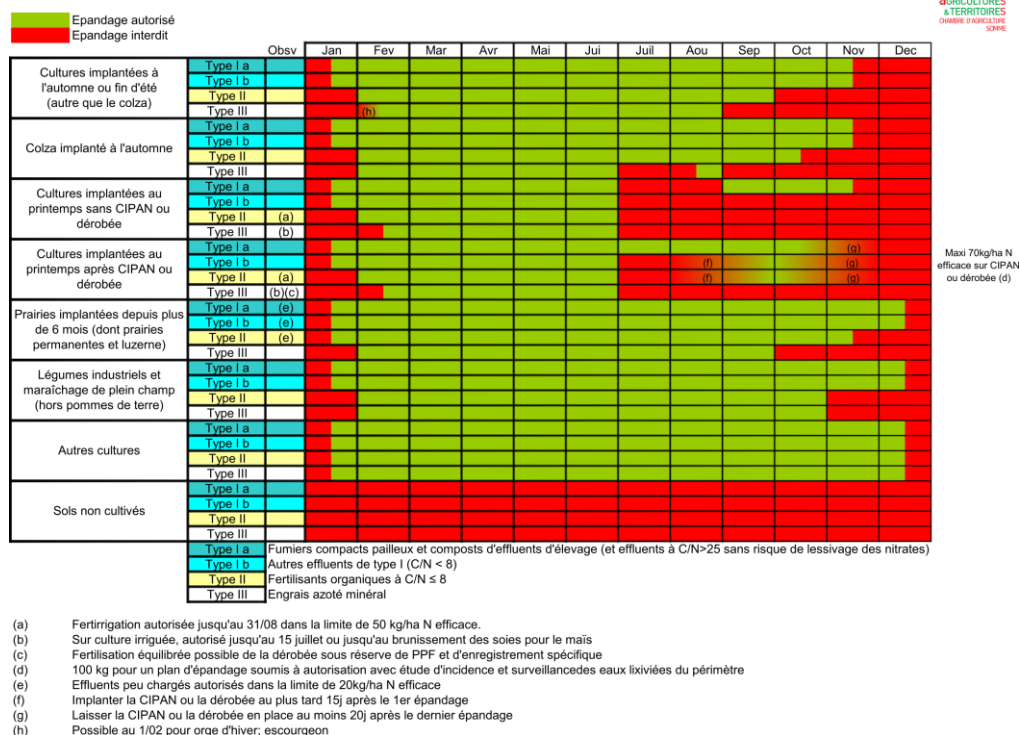 aGRICULTURES
& TERRITOIRES
CHAMBRE D'AGRICULTURE
SOMME
Epandage autorisé
Epandage interdit
Obsv Jan Fev Mar Avr Mai Jui Juil Aou Sep Oct Nov Dec
Cultures implantées à
l'automne ou fin d'été
(autre que le colza)
Type I a
Type I b
Type II
Type III (h)
Colza implanté à l'automne
Type I a
Type I b
Type II
Type III
Cultures implantées au
printemps sans CIPAN ou
dérobée
Type I a
Type I b
Type II (a)
Type III (b)
Cultures implantées au
printemps après CIPAN ou
dérobée
Type I a (g)
Type I b (f) (g)
Type II (a) (f) (g)
Type III (b)(c)
Maxi 70kg/ha N
efficace sur CIPAN
ou dérobée (d)
Prairies implantées depuis plus
de 6 mois (dont prairies
permanentes et luzerne)
Type I a (e)
Type I b (e)
Type II (e)
Type III
Légumes industriels et
maraîchage de plein champ
(hors pommes de terre)
Type I a
Type I b
Type II
Type III
Autres cultures
Type I a
Type I b
Type II
Type III
Sols non cultivés
Type I a
Type I b
Type II
Type III
Type I a Fumiers compacts pailleux et composts d'effluents d'élevage (et effluents à C/N>25 sans risque de lessivage des nitrates)
Type I b Autres effluents de type I (C/N < 8)
Type II Fertilisants organiques à C/N ≤ 8
Type III Engrais azoté minéral
(a) Fertirrigation autorisée jusqu'au 31/08 dans la limite de 50 kg/ha N efficace.
(b) Sur culture irriguée, autorisé jusqu'au 15 juillet ou jusqu'au brunissement des soies pour le maïs
(c) Fertilisation équilibrée possible de la dérobée sous réserve de PPF et d'enregistrement spécifique
(d) 100 kg pour un plan d'épandage soumis à autorisation avec étude d'incidence et surveillancedes eaux lixiviées du périmètre
(e) Effluents peu chargés autorisés dans la limite de 20kg/ha N efficace
(f) Implanter la CIPAN ou la dérobée au plus tard 15j après le 1er épandage
(g) Laisser la CIPAN ou la dérobée en place au moins 20j après le dernier épandage
(h) Possible au 1/02 pour orge d'hiver; escourgeon